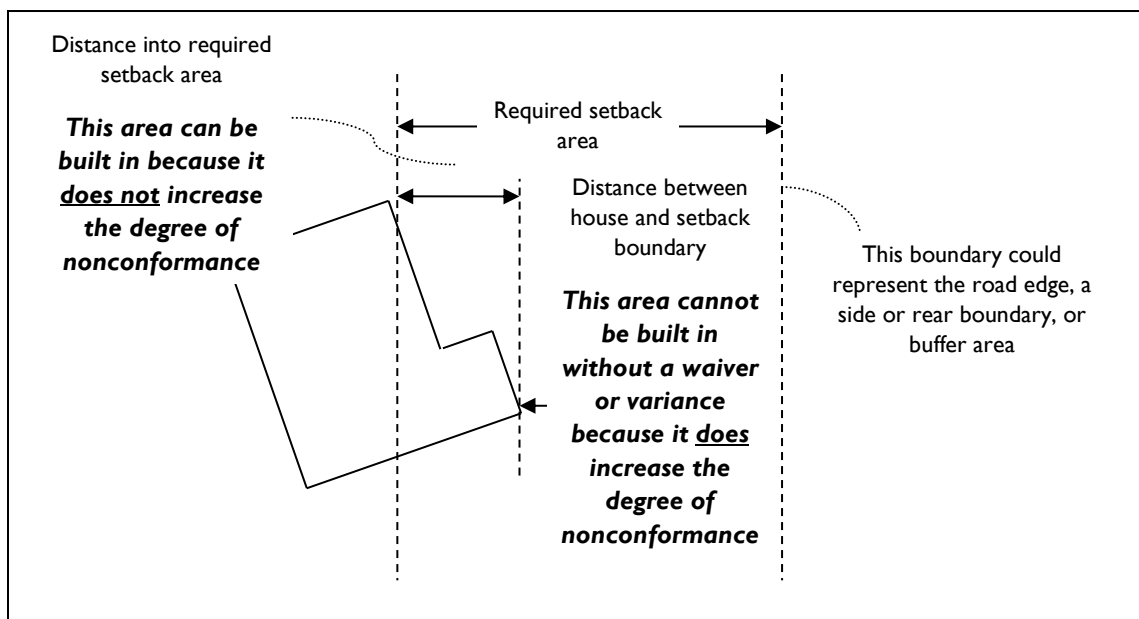 Distance into required
setback area
This area can be
built in because it
does not increase
the degree of
nonconformance
Required setback
area
Distance between
house and setback
boundary
This area cannot
be built in
without a waiver
or variance
because it does
increase the
degree of
nonconformance
This boundary could
represent the road edge, a
side or rear boundary, or
buffer area